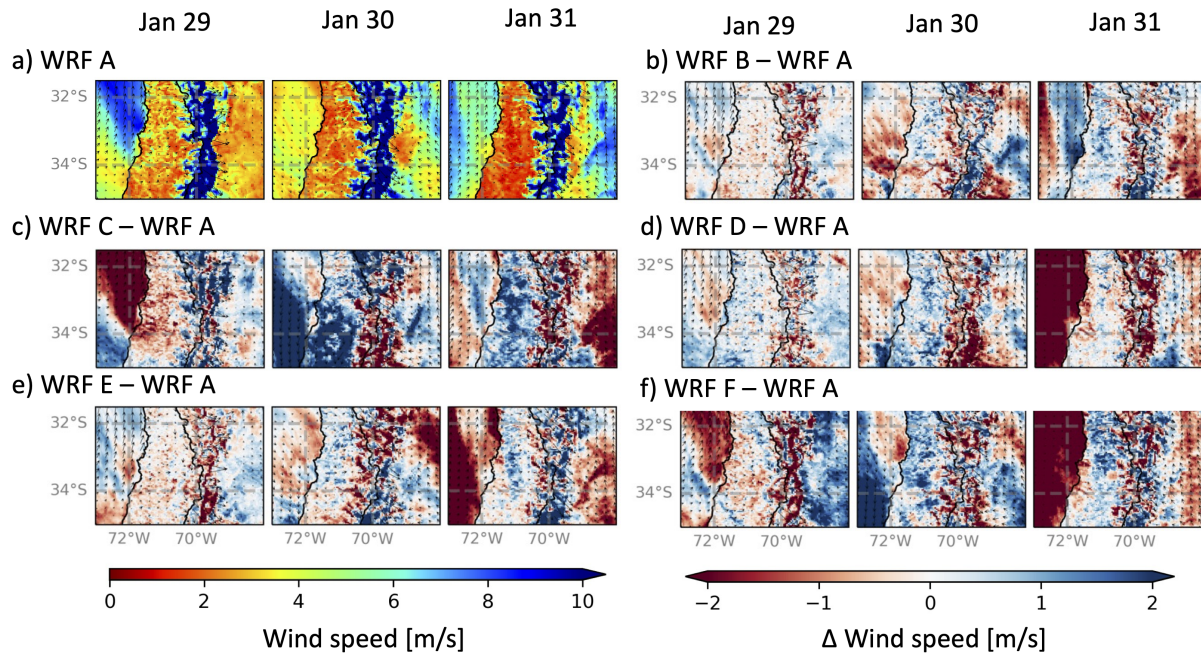 Jan 29 Jan 30 Jan 31 Jan 29 Jan 30 Jan 31
a) WRF A b) WRF B – WRF A
32°S 32°S
34°S 34°S
c) WRF C – WRF A d) WRF D – WRF A
32°S 32°S
34°S 34°S
e) WRF E – WRF A f) WRF F – WRF A
32°S 32°S
34°S 34°S
72°W 70°W 72°W 70°W 72°W 70°W 72°W 70°W 72°W 70°W 72°W 70°W
0 2 4 6 8 10 −2 −1 0 1 2
Wind speed [m/s] Δ Wind speed [m/s]